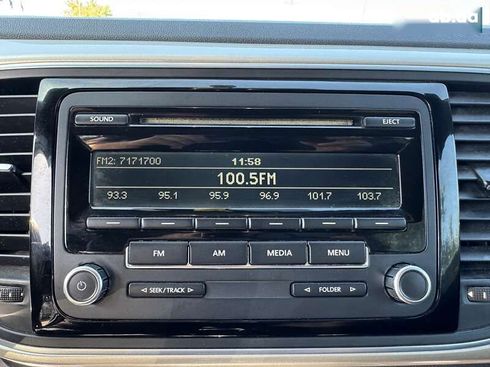 SOUND
EJECT
FM2: 7171700 11:58
100.5FM
93.3 95.1 95.9 96.9 101.7 103.7
FM AM MEDIA MENU
◁ SEEK/TRACK ▷
◁ FOLDER ▷